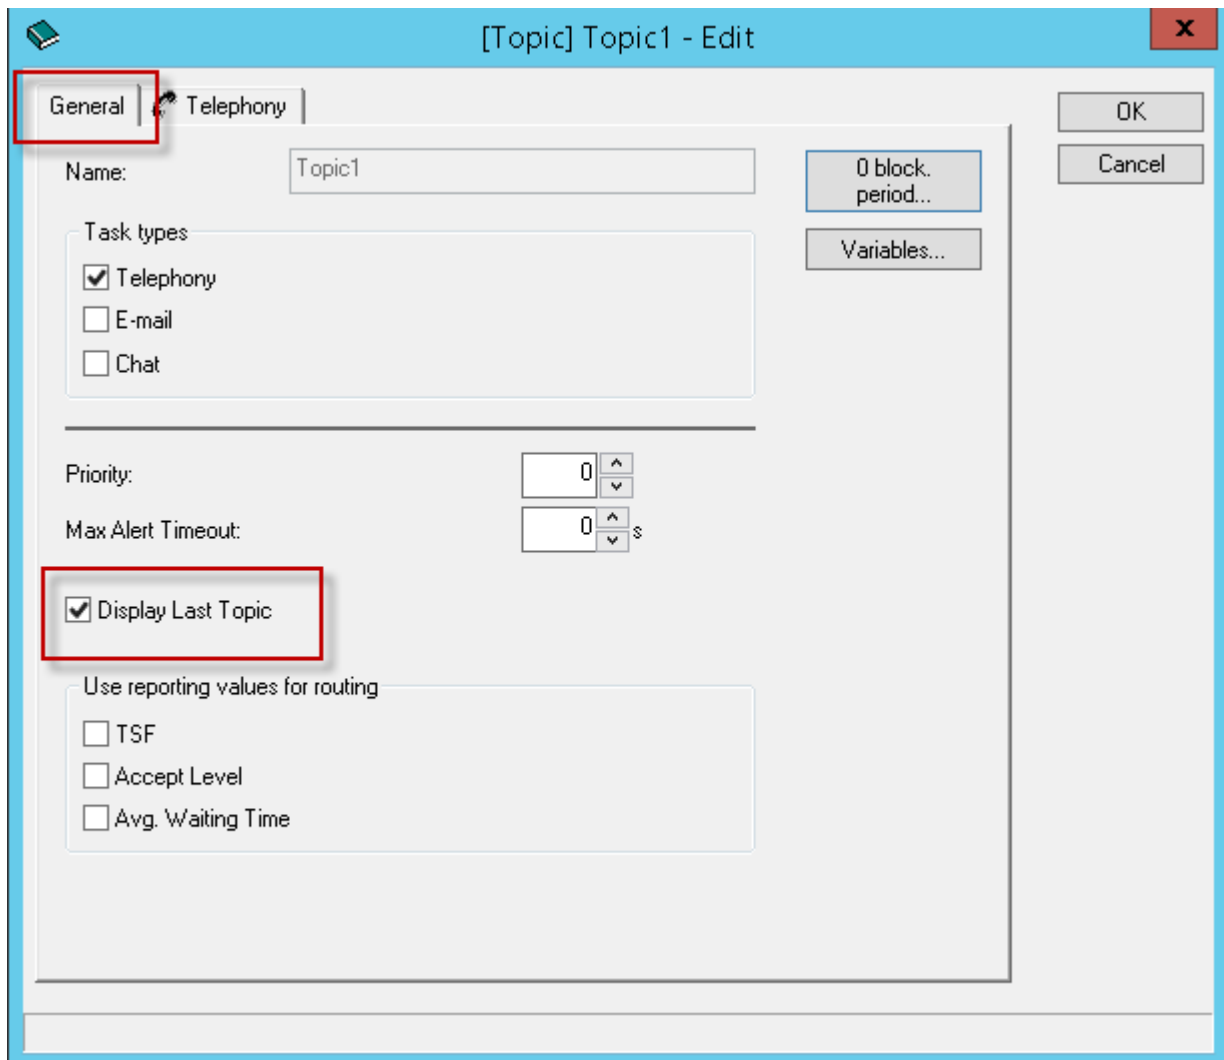 [Topic] Topic1 - Edit
x
General
Telephony
OK
Cancel
Name:
Topic1
0 block.
period...
Variables...
Task types
Telephony
E-mail
Chat
Priority:
0
Max Alert Timeout:
0
s
Display Last Topic
Use reporting values for routing
TSF
Accept Level
Avg. Waiting Time